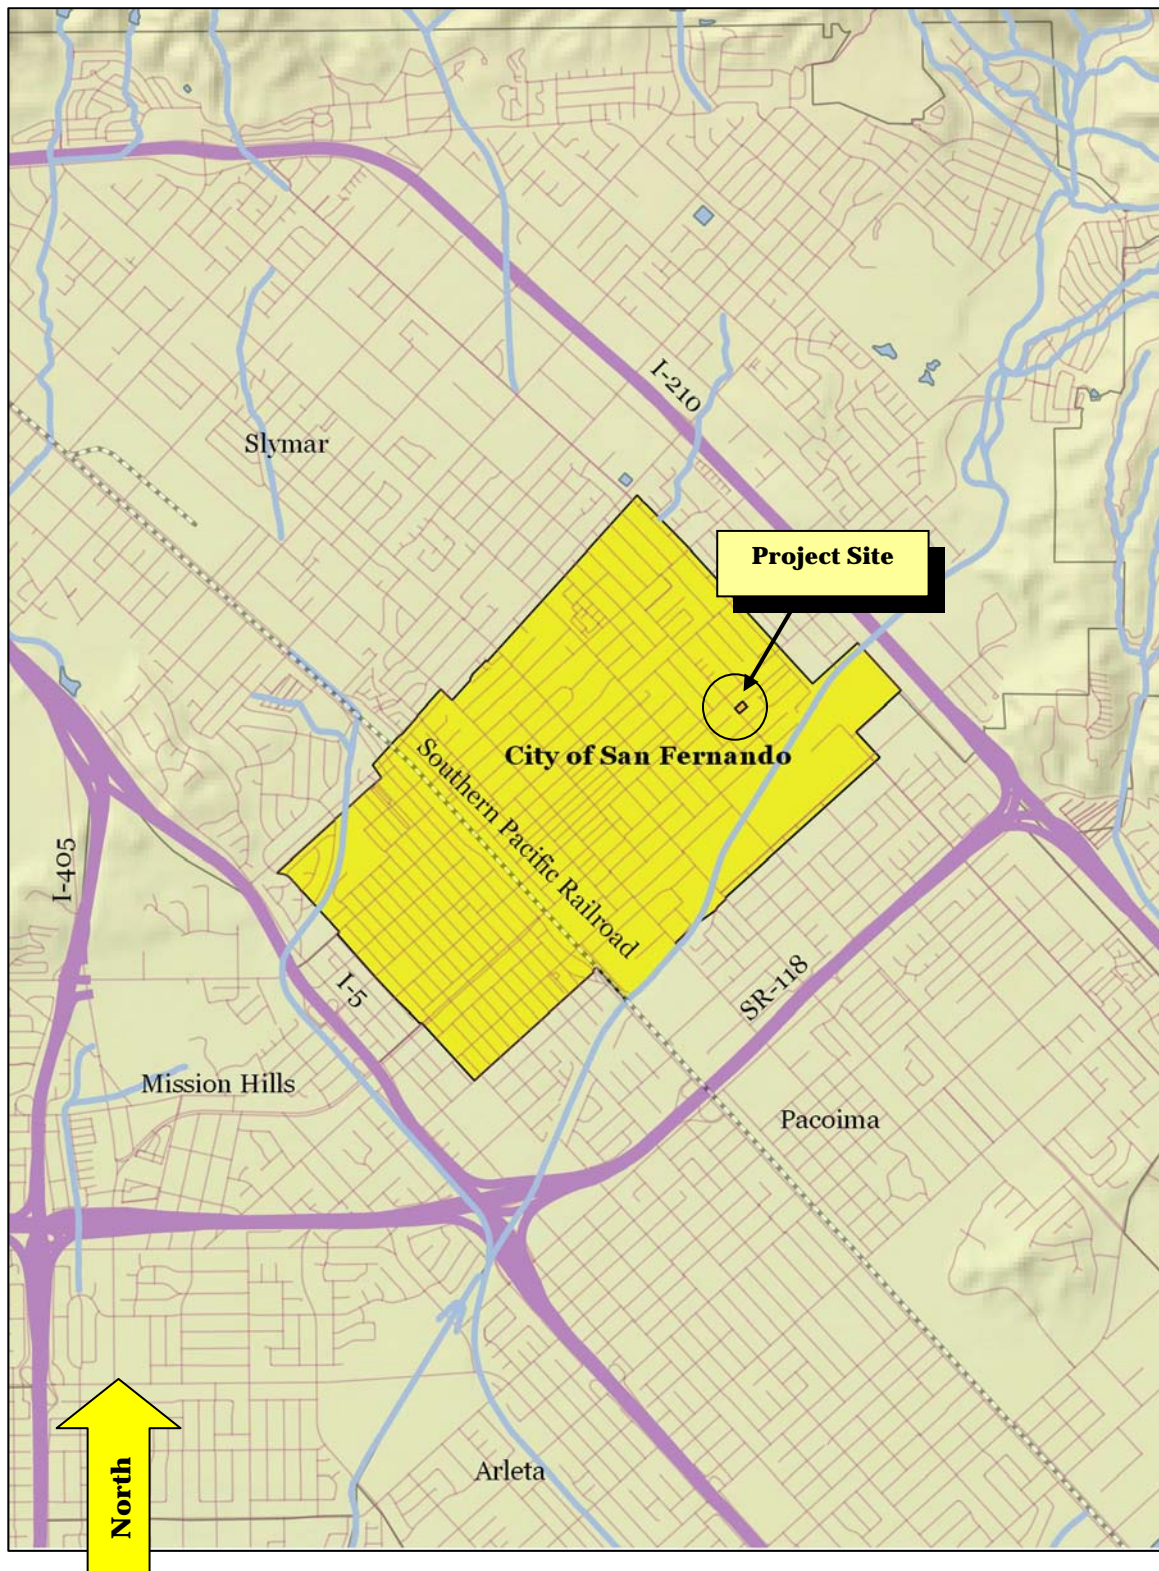 I-210
Slymar
Project Site
City of San Fernando
Southern Pacific Railroad
I-405
I-5
SR-118
Mission Hills
Pacoima
Arleta
North